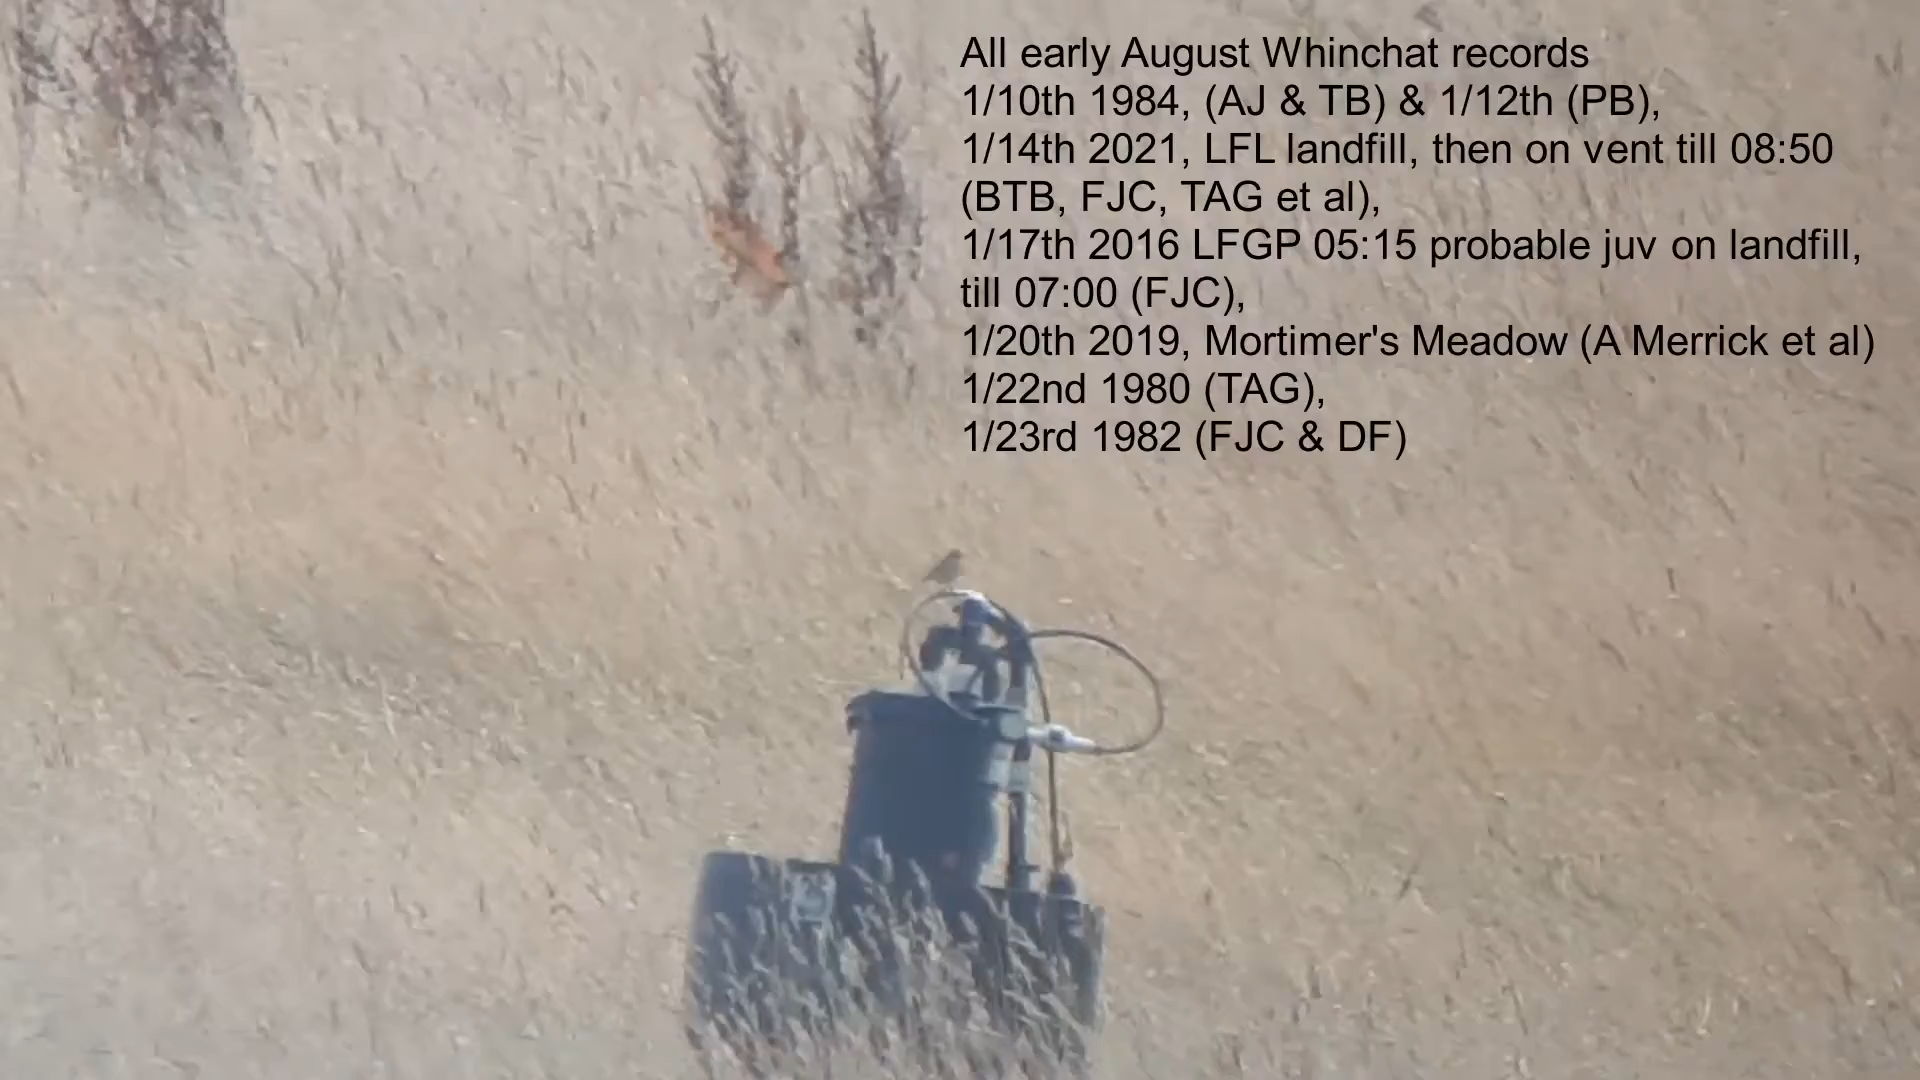 All early August Whinchat records
1/10th 1984, (AJ & TB) & 1/12th (PB),
1/14th 2021, LFL landfill, then on vent till 08:50
(BTB, FJC, TAG et al),
1/17th 2016 LFGP 05:15 probable juv on landfill,
till 07:00 (FJC),
1/20th 2019, Mortimer's Meadow (A Merrick et al)
1/22nd 1980 (TAG),
1/23rd 1982 (FJC & DF)